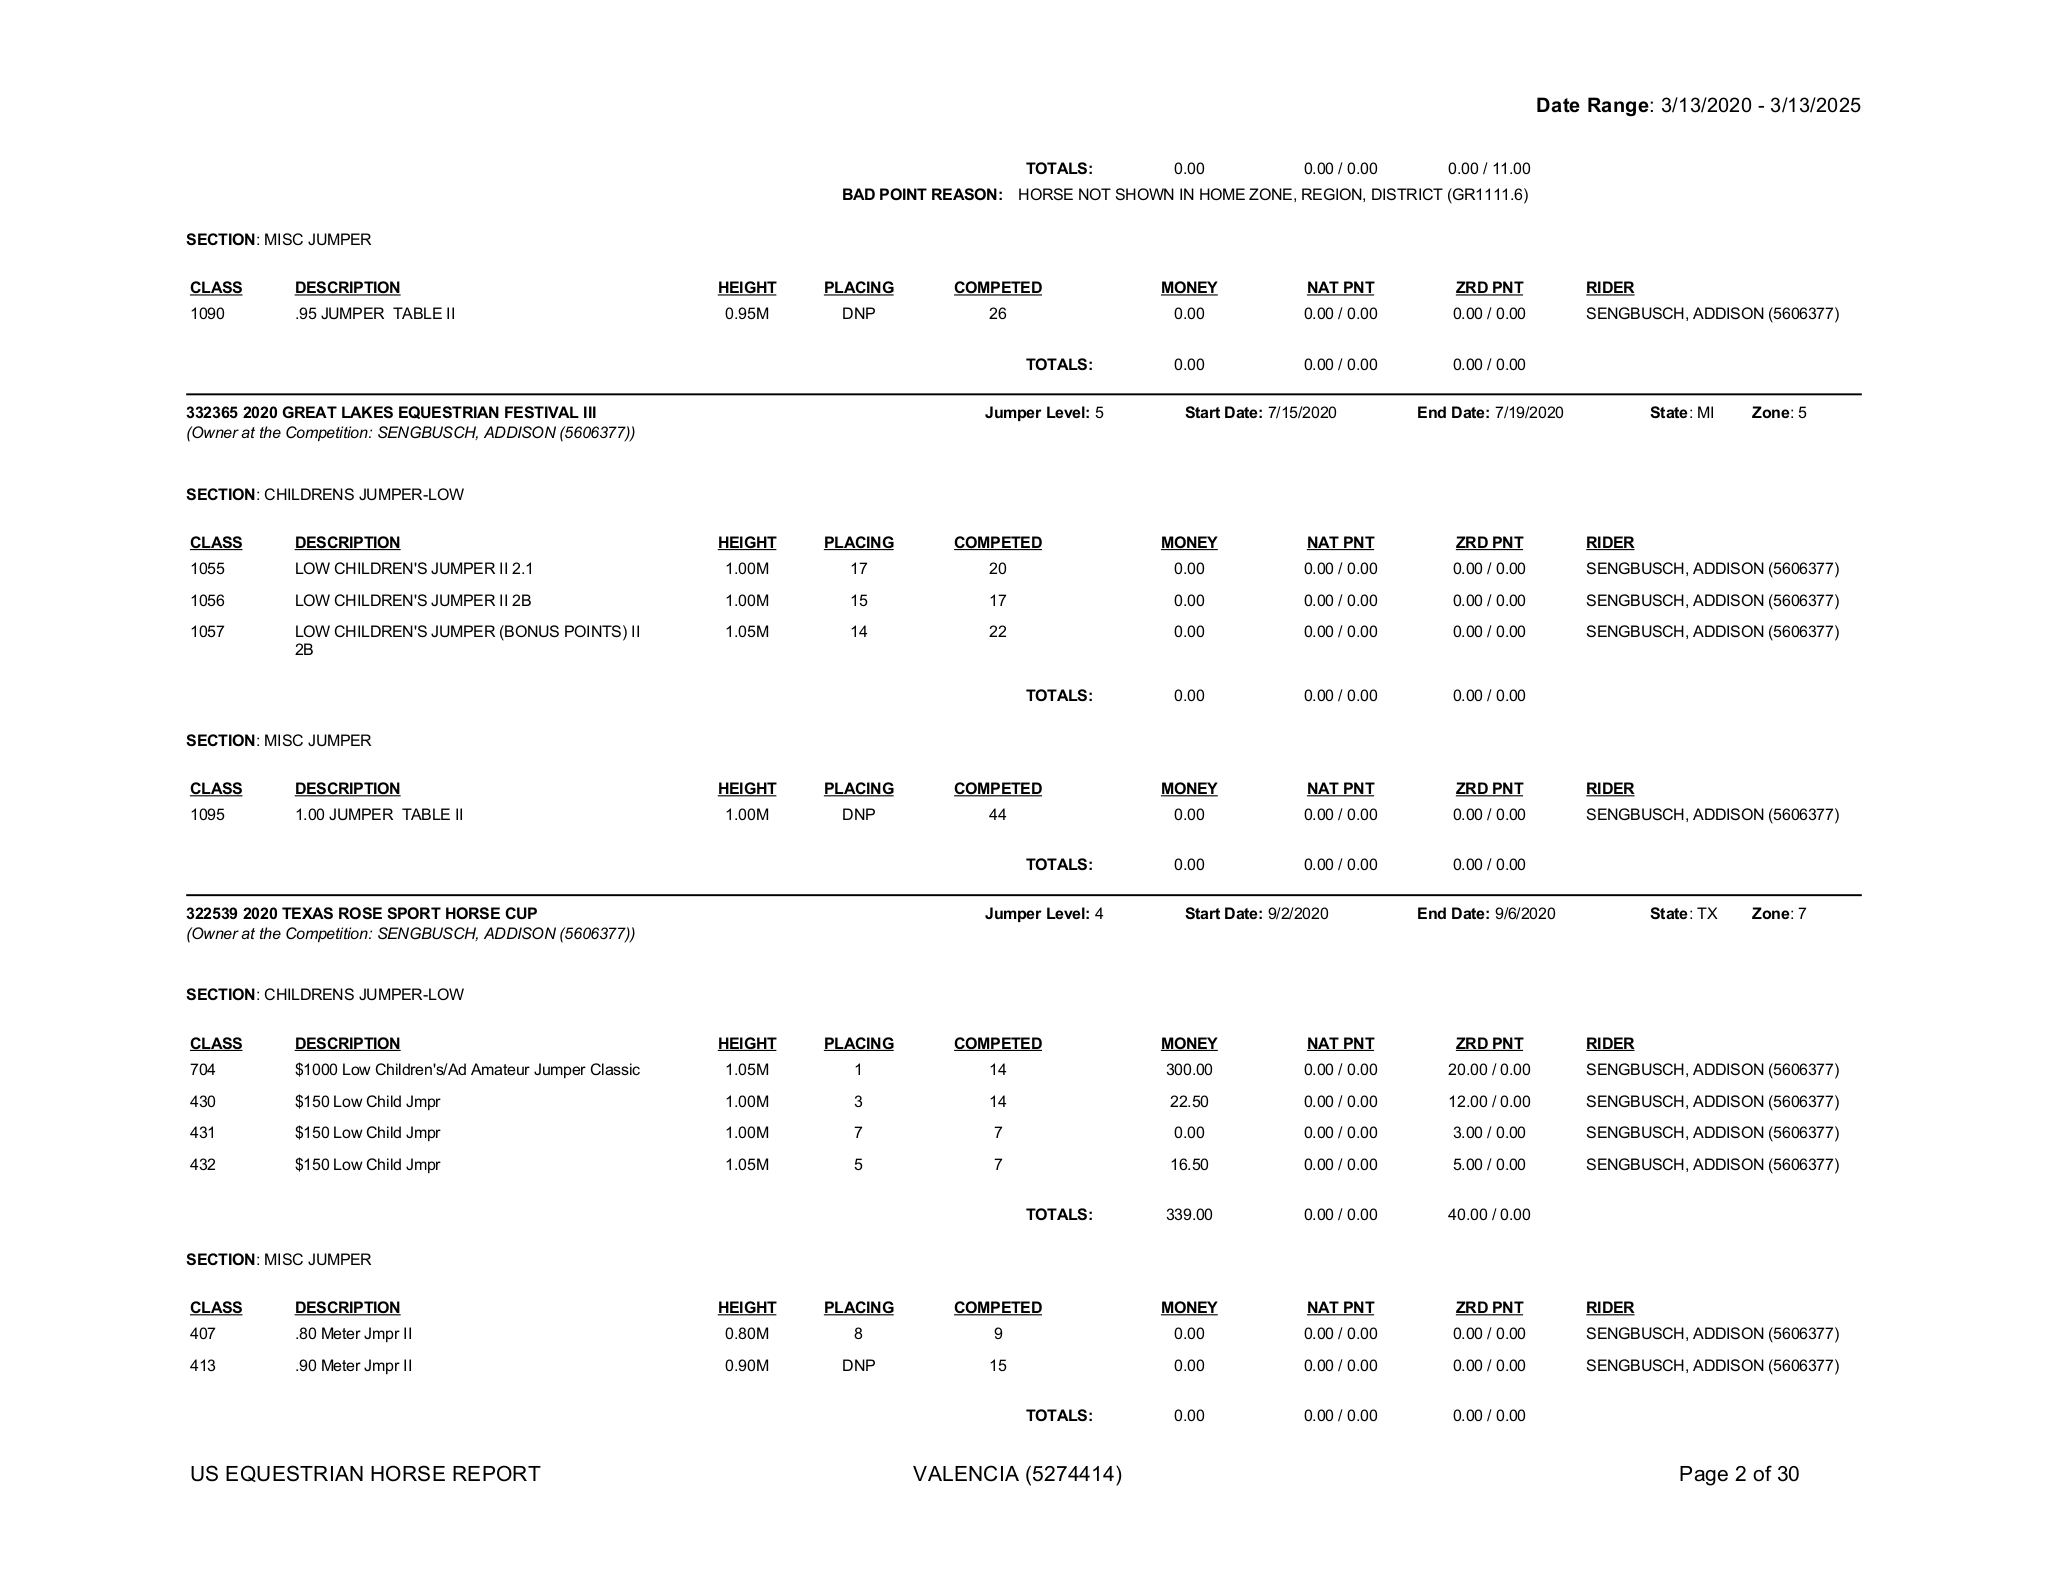 Date Range: 3/13/2020 - 3/13/2025
TOTALS: 0.00 0.00 / 0.00 0.00 / 11.00
BAD POINT REASON: HORSE NOT SHOWN IN HOME ZONE, REGION, DISTRICT (GR1111.6)
SECTION: MISC JUMPER
CLASS DESCRIPTION HEIGHT PLACING COMPETED MONEY NAT PNT ZRD PNT RIDER
1090 .95 JUMPER  TABLE II 0.95M DNP 26 0.00 0.00 / 0.00 0.00 / 0.00 SENGBUSCH, ADDISON (5606377)
TOTALS: 0.00 0.00 / 0.00 0.00 / 0.00
332365 2020 GREAT LAKES EQUESTRIAN FESTIVAL III Jumper Level: 5 Start Date: 7/15/2020 End Date: 7/19/2020 State: MI Zone: 5
(Owner at the Competition: SENGBUSCH, ADDISON (5606377))
SECTION: CHILDRENS JUMPER-LOW
CLASS DESCRIPTION HEIGHT PLACING COMPETED MONEY NAT PNT ZRD PNT RIDER
1055 LOW CHILDREN'S JUMPER II 2.1 1.00M 17 20 0.00 0.00 / 0.00 0.00 / 0.00 SENGBUSCH, ADDISON (5606377)
1056 LOW CHILDREN'S JUMPER II 2B 1.00M 15 17 0.00 0.00 / 0.00 0.00 / 0.00 SENGBUSCH, ADDISON (5606377)
1057 LOW CHILDREN'S JUMPER (BONUS POINTS) II 1.05M 14 22 0.00 0.00 / 0.00 0.00 / 0.00 SENGBUSCH, ADDISON (5606377)
2B
TOTALS: 0.00 0.00 / 0.00 0.00 / 0.00
SECTION: MISC JUMPER
CLASS DESCRIPTION HEIGHT PLACING COMPETED MONEY NAT PNT ZRD PNT RIDER
1095 1.00 JUMPER  TABLE II 1.00M DNP 44 0.00 0.00 / 0.00 0.00 / 0.00 SENGBUSCH, ADDISON (5606377)
TOTALS: 0.00 0.00 / 0.00 0.00 / 0.00
322539 2020 TEXAS ROSE SPORT HORSE CUP Jumper Level: 4 Start Date: 9/2/2020 End Date: 9/6/2020 State: TX Zone: 7
(Owner at the Competition: SENGBUSCH, ADDISON (5606377))
SECTION: CHILDRENS JUMPER-LOW
CLASS DESCRIPTION HEIGHT PLACING COMPETED MONEY NAT PNT ZRD PNT RIDER
704 $1000 Low Children's/Ad Amateur Jumper Classic 1.05M 1 14 300.00 0.00 / 0.00 20.00 / 0.00 SENGBUSCH, ADDISON (5606377)
430 $150 Low Child Jmpr 1.00M 3 14 22.50 0.00 / 0.00 12.00 / 0.00 SENGBUSCH, ADDISON (5606377)
431 $150 Low Child Jmpr 1.00M 7 7 0.00 0.00 / 0.00 3.00 / 0.00 SENGBUSCH, ADDISON (5606377)
432 $150 Low Child Jmpr 1.05M 5 7 16.50 0.00 / 0.00 5.00 / 0.00 SENGBUSCH, ADDISON (5606377)
TOTALS: 339.00 0.00 / 0.00 40.00 / 0.00
SECTION: MISC JUMPER
CLASS DESCRIPTION HEIGHT PLACING COMPETED MONEY NAT PNT ZRD PNT RIDER
407 .80 Meter Jmpr II 0.80M 8 9 0.00 0.00 / 0.00 0.00 / 0.00 SENGBUSCH, ADDISON (5606377)
413 .90 Meter Jmpr II 0.90M DNP 15 0.00 0.00 / 0.00 0.00 / 0.00 SENGBUSCH, ADDISON (5606377)
TOTALS: 0.00 0.00 / 0.00 0.00 / 0.00
US EQUESTRIAN HORSE REPORT VALENCIA (5274414) Page 2 of 30